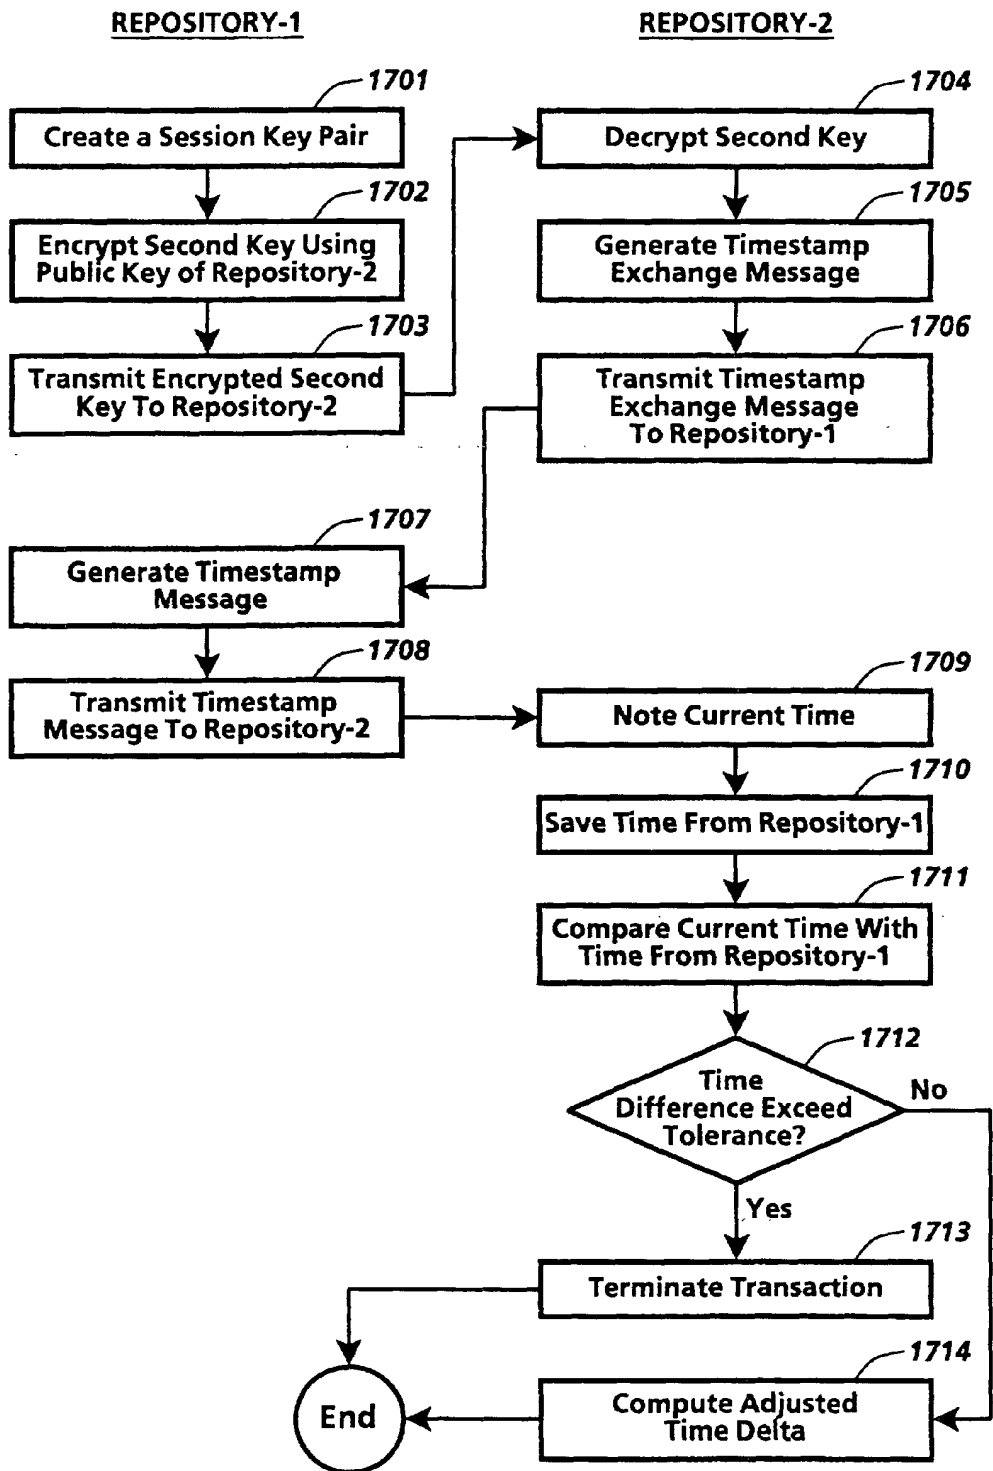 REPOSITORY-1
REPOSITORY-2
1701
Create a Session Key Pair
1702
Encrypt Second Key Using
Public Key of Repository-2
1703
Transmit Encrypted Second
Key To Repository-2
1704
Decrypt Second Key
1705
Generate Timestamp
Exchange Message
1706
Transmit Timestamp
Exchange Message
To Repository-1
1707
Generate Timestamp
Message
1708
Transmit Timestamp
Message To Repository-2
1709
Note Current Time
1710
Save Time From Repository-1
1711
Compare Current Time With
Time From Repository-1
1712
Time
Difference Exceed
Tolerance?
No
Yes
1713
Terminate Transaction
1714
Compute Adjusted
Time Delta
End